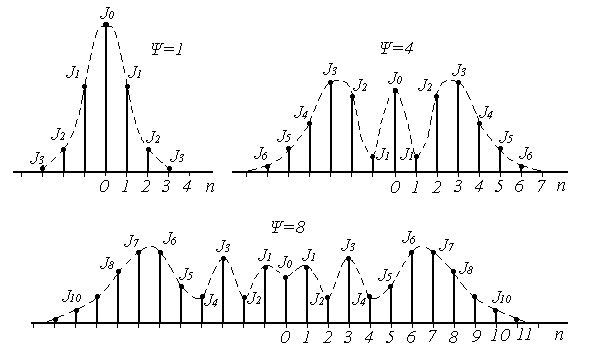 J0
Ψ=1
J1 J1
J2 J2
J3 J3
0 1 2 3 4 n
Ψ=4
J3 J2 J0 J2 J3
J4 J4
J5 J5
J6 J1 J1 J6
0 1 2 3 4 5 6 7 n
Ψ=8
J7 J6 J3 J1 J0 J1 J3 J6 J7
J8 J8
J5 J5
J10 J4 J2 J2 J4 J10
0 1 2 3 4 5 6 7 8 9 10 11 n